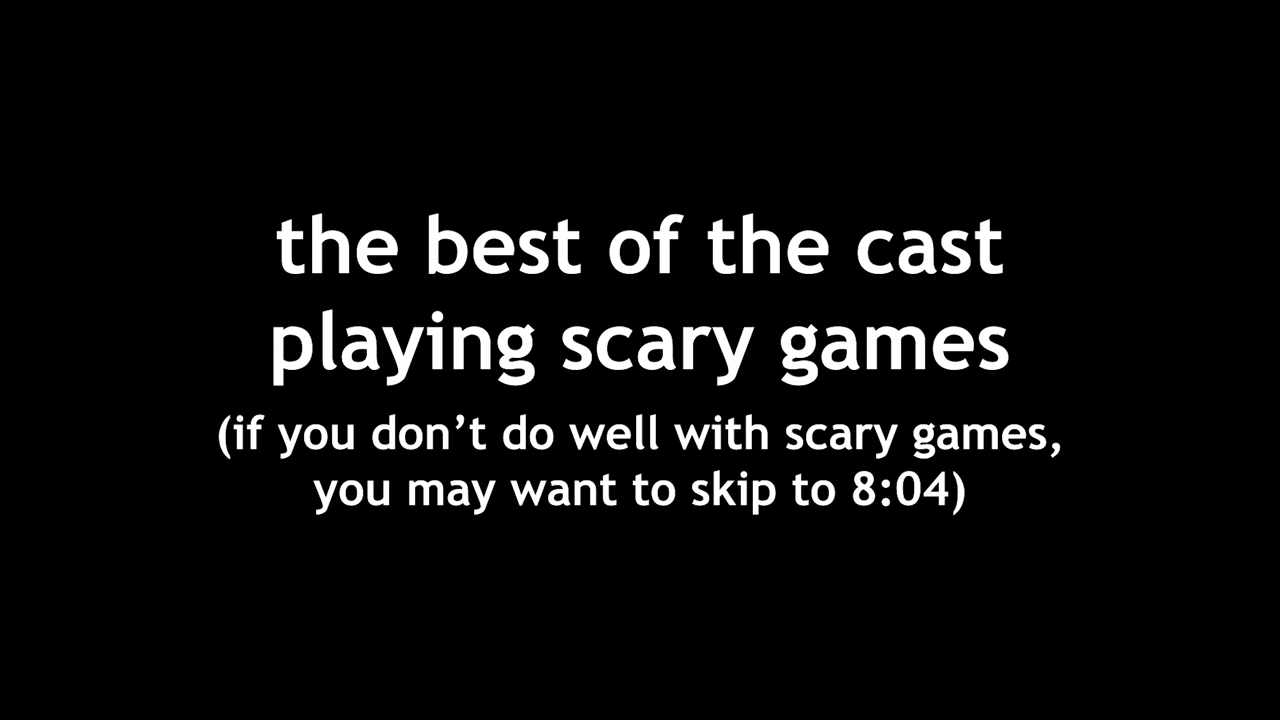 the best of the cast
playing scary games
(if you don’t do well with scary games,
you may want to skip to 8:04)